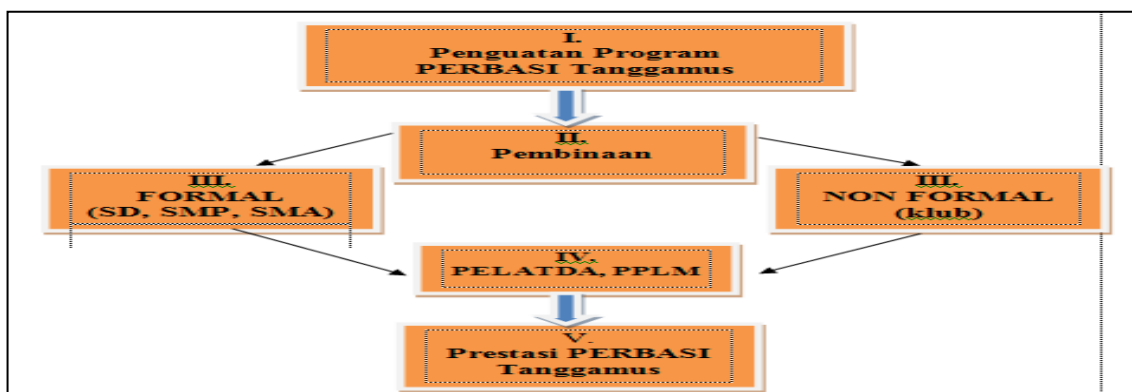 I.
Penguatan Program
PERBASI Tanggamus
II.
Pembinaan
III.
FORMAL
(SD, SMP, SMA)
III.
NON FORMAL
(klub)
IV.
PELATDA, PPLM
V.
Prestasi PERBASI
Tanggamus